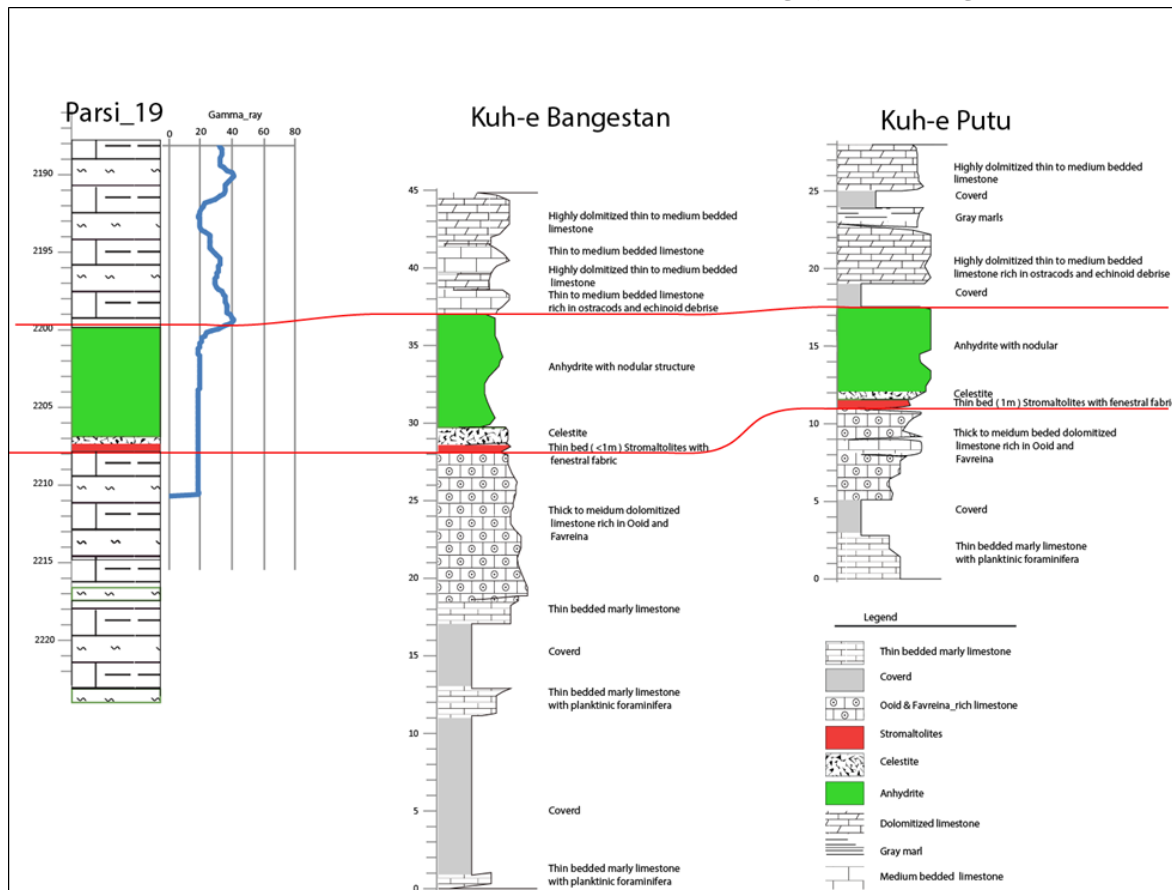 Parsi_19
Gamma_ray
0
20
40
60
80
2190
2195
2200
2205
2210
2215
2220
Kuh-e Bangestan
45
40
35
30
25
20
15
10
5
0
Highly dolmitized thin to medium bedded
limestone
Thin to medium bedded limestone
Highly dolmitized thin to medium bedded
limestone
Thin to medium bedded limestone
rich in ostracods and echinoid debrise
Anhydrite with nodular structure
Celestite
Thin bed ( <1m ) Stromaltolites with
fenestral fabric
Thick to meidum dolomitized
limestone rich in Ooid and
Favreina
Thin bedded marly limestone
Coverd
Thin bedded marly limestone
with planktinic foraminifera
Coverd
Thin bedded marly limestone
with planktinic foraminifera
Kuh-e Putu
25
20
15
10
5
0
Highly dolomitized thin to medium bedded
limestone
Coverd
Gray marls
Highly dolomitized thin to medium bedded
limestone rich in ostracods and echinoid debrise
Coverd
Anhydrite with nodular
Celestite
Thin bed ( 1m ) Stromaltolites with fenestral fabric
Thick to meidum beded dolomitized
limestone rich in Ooid and
Favreina
Coverd
Thin bedded marly limestone
with planktinic foraminifera
Legend
Thin bedded marly limestone
Coverd
Ooid & Favreina_rich limestone
Stromaltolites
Celestite
Anhydrite
Dolomitized limestone
Gray marl
Medium bedded limestone